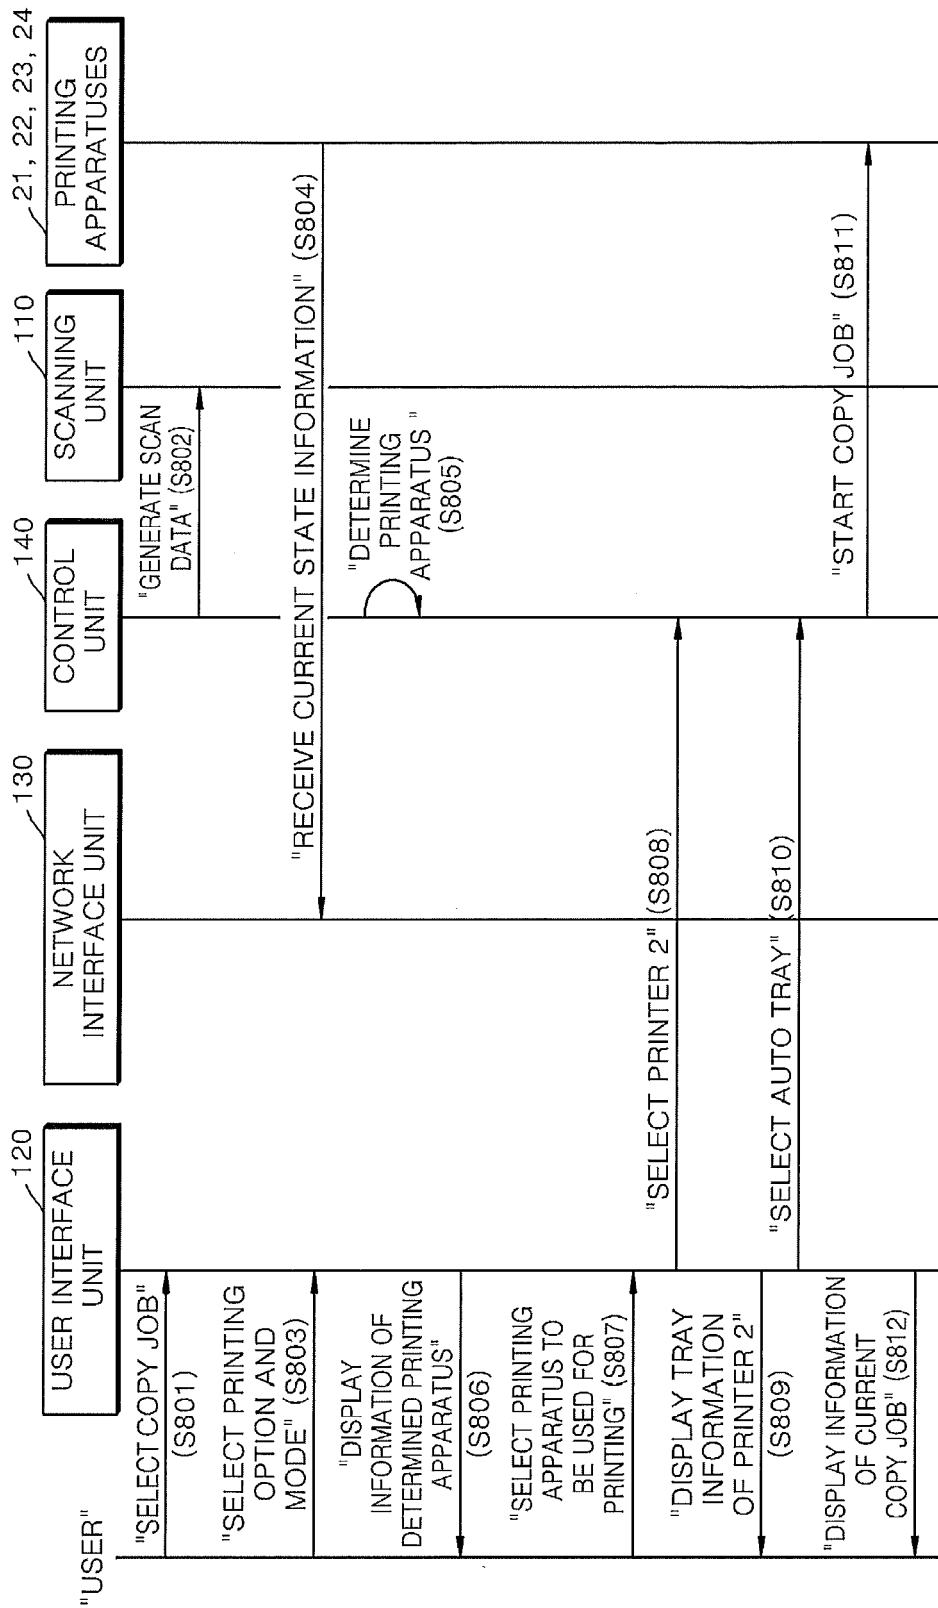 "USER"
120
USER INTERFACE
UNIT
130
NETWORK
INTERFACE UNIT
140
CONTROL
UNIT
110
SCANNING
UNIT
21, 22, 23, 24
PRINTING
APPARATUSES
"SELECT COPY JOB"
(S801)
"GENERATE SCAN
DATA" (S802)
"SELECT PRINTING
OPTION AND
MODE" (S803)
"RECEIVE CURRENT STATE INFORMATION" (S804)
"DETERMINE
PRINTING
APPARATUS "
(S805)
"DISPLAY
INFORMATION OF
DETERMINED PRINTING
APPARATUS"
(S806)
"SELECT PRINTING
APPARATUS TO
BE USED FOR
PRINTING" (S807)
"SELECT PRINTER 2" (S808)
"DISPLAY TRAY
INFORMATION
OF PRINTER 2"
(S809)
"SELECT AUTO TRAY" (S810)
"START COPY JOB" (S811)
"DISPLAY INFORMATION
OF CURRENT
COPY JOB" (S812)